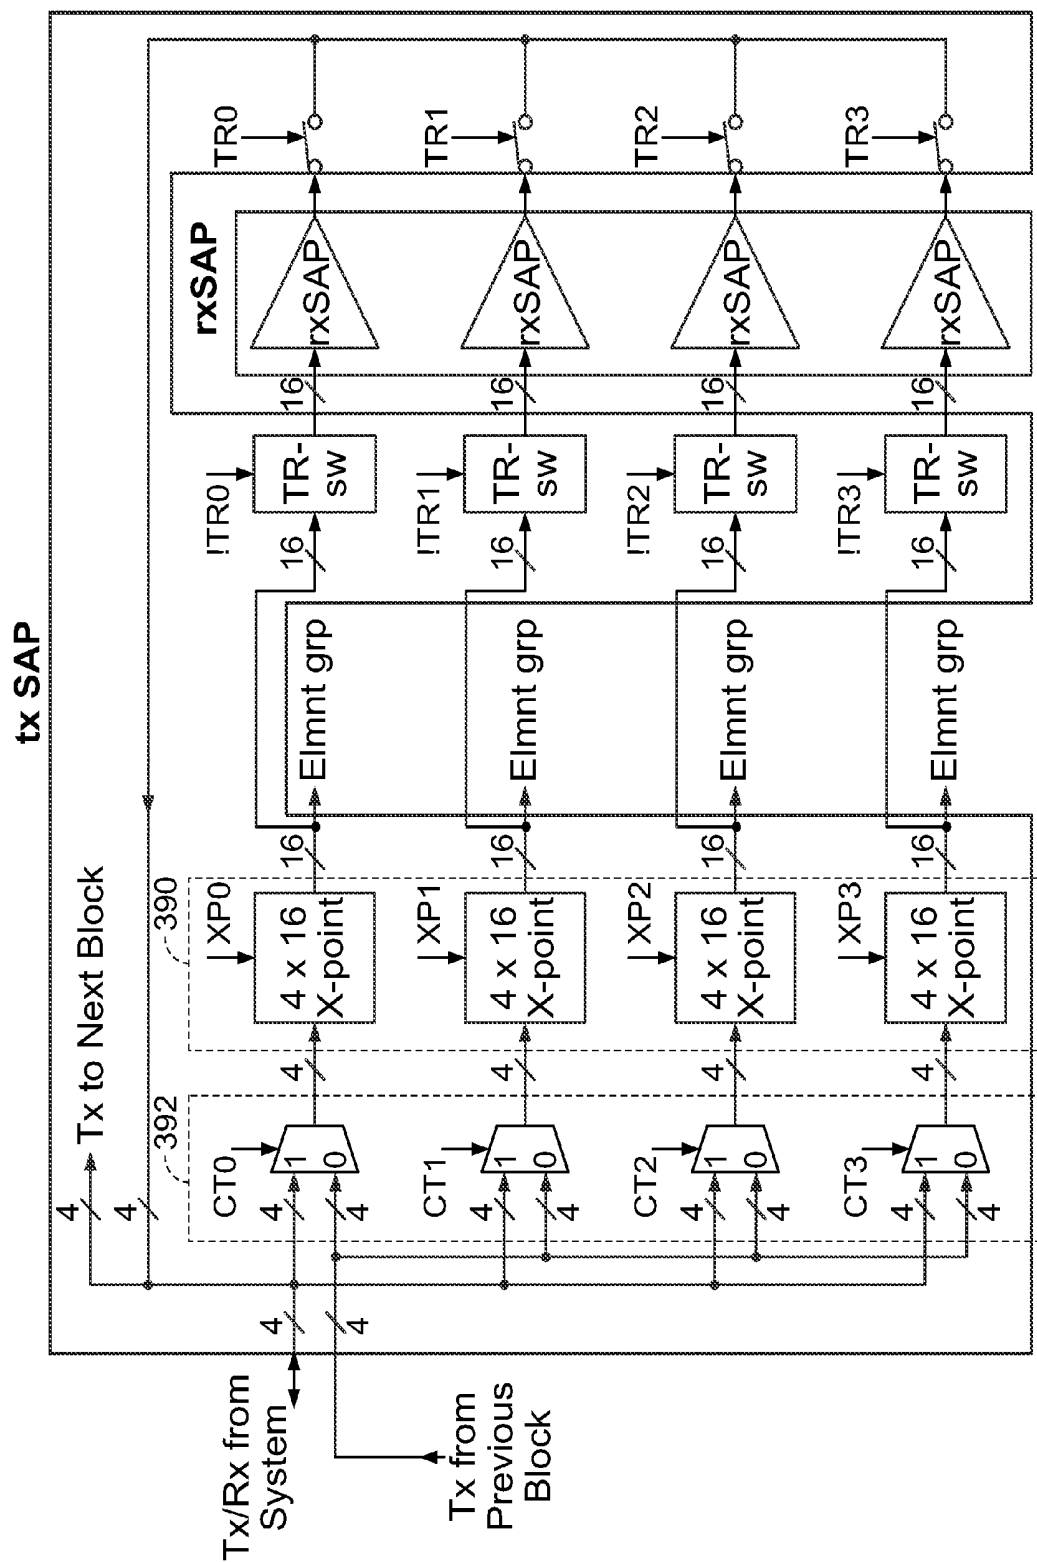 tx SAP
Tx to Next Block
4
4
390
392
rxSAP
Tx/Rx from
System
4
Tx from
Previous
Block
4
CT0
4
1
0
4
4
XP0
4 x 16
X-point
16
Elmnt grp
!TR0
16
TR-
sw
16
rxSAP
TR0
CT1
4
1
0
4
4
XP1
4 x 16
X-point
16
Elmnt grp
!TR1
16
TR-
sw
16
rxSAP
TR1
CT2
4
1
0
4
4
XP2
4 x 16
X-point
16
Elmnt grp
!TR2
16
TR-
sw
16
rxSAP
TR2
CT3
4
1
0
4
4
XP3
4 x 16
X-point
16
Elmnt grp
!TR3
16
TR-
sw
16
rxSAP
TR3